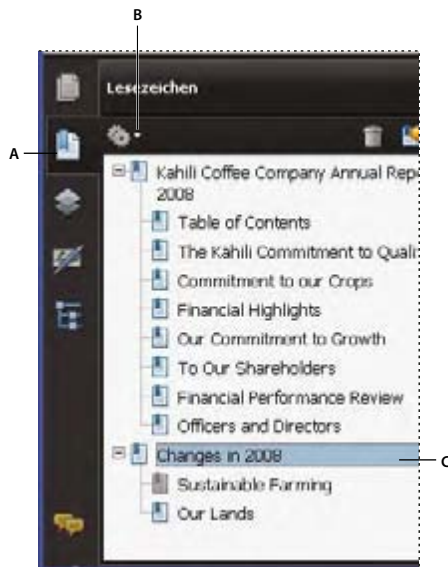 B
Lesezeichen
A
Kahili Coffee Company Annual Repo
2008
Table of Contents
The Kahili Commitment to Quali
Commitment to our Crops
Financial Highlights
Our Commitment to Growth
To Our Shareholders
Financial Performance Review
Officers and Directors
Changes in 2008
C
Sustainable Farming
Our Lands